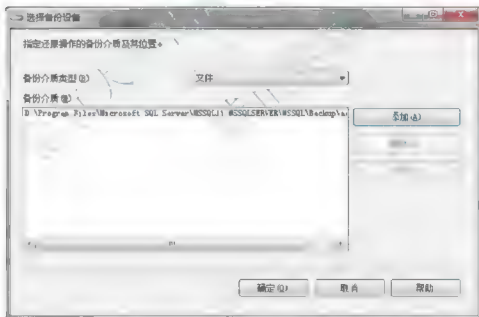 选择备份设备
指定还原操作的备份介质及其位置。
备份介质类型(B)
文件
备份介质(M)
D \Program Files\Microsoft SQL Server\MSSQL11 MSSQLSERVER\MSSQL\Backup\
添加(A)
确定(O)
取消
帮助